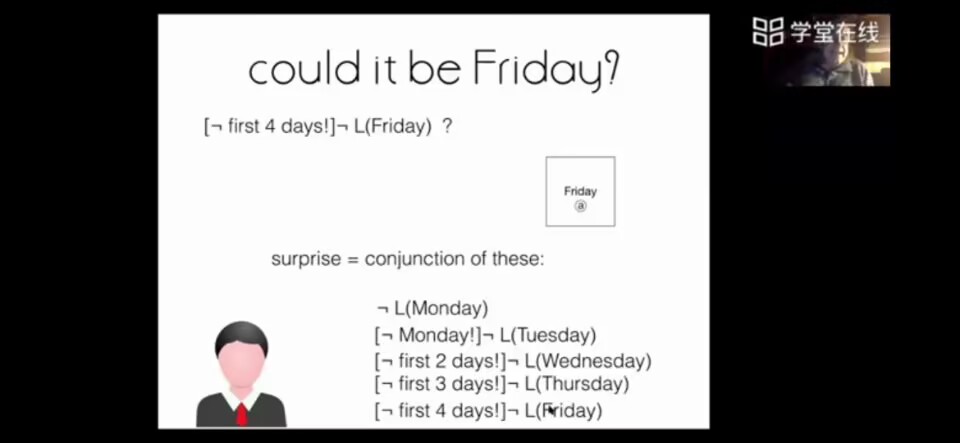 could it be Friday?
[¬ first 4 days!]¬ L(Friday) ?
Friday
ⓐ
surprise = conjunction of these:
¬ L(Monday)
[¬ Monday!]¬ L(Tuesday)
[¬ first 2 days!]¬ L(Wednesday)
[¬ first 3 days!]¬ L(Thursday)
[¬ first 4 days!]¬ L(Friday)
学堂在线